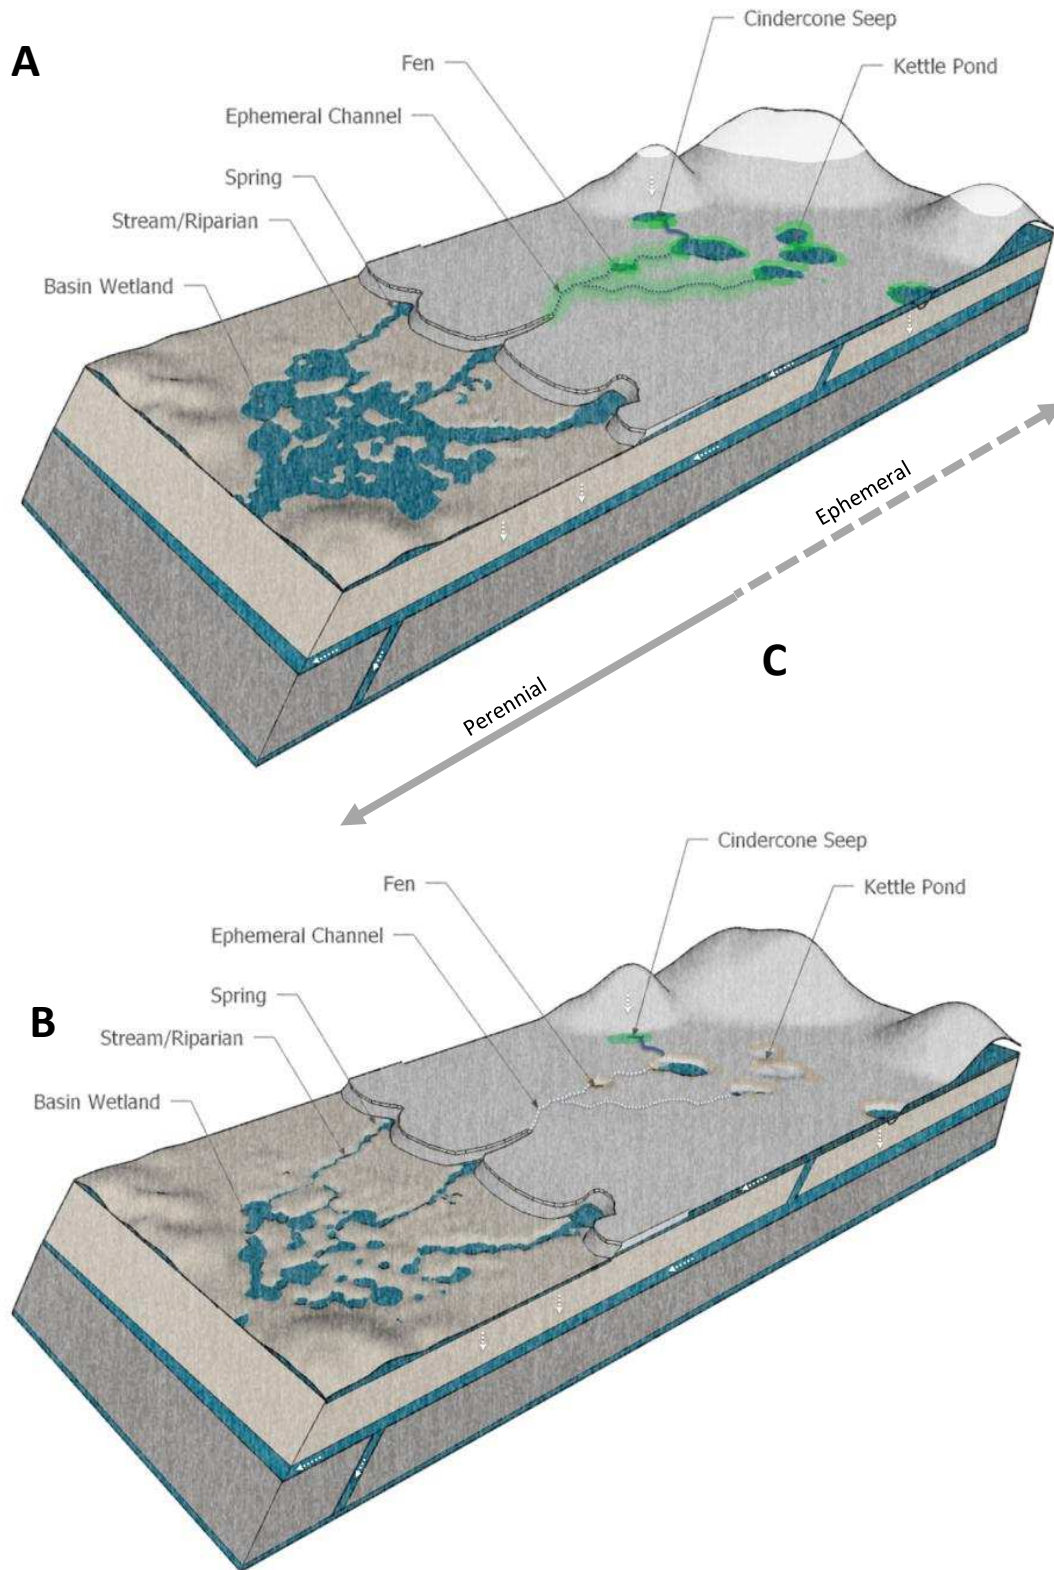 A
Cindercone Seep
Fen
Kettle Pond
Ephemeral Channel
Spring
Stream/Riparian
Basin Wetland
Ephemeral
C
Perennial
Cindercone Seep
Fen
Kettle Pond
Ephemeral Channel
Spring
B
Stream/Riparian
Basin Wetland